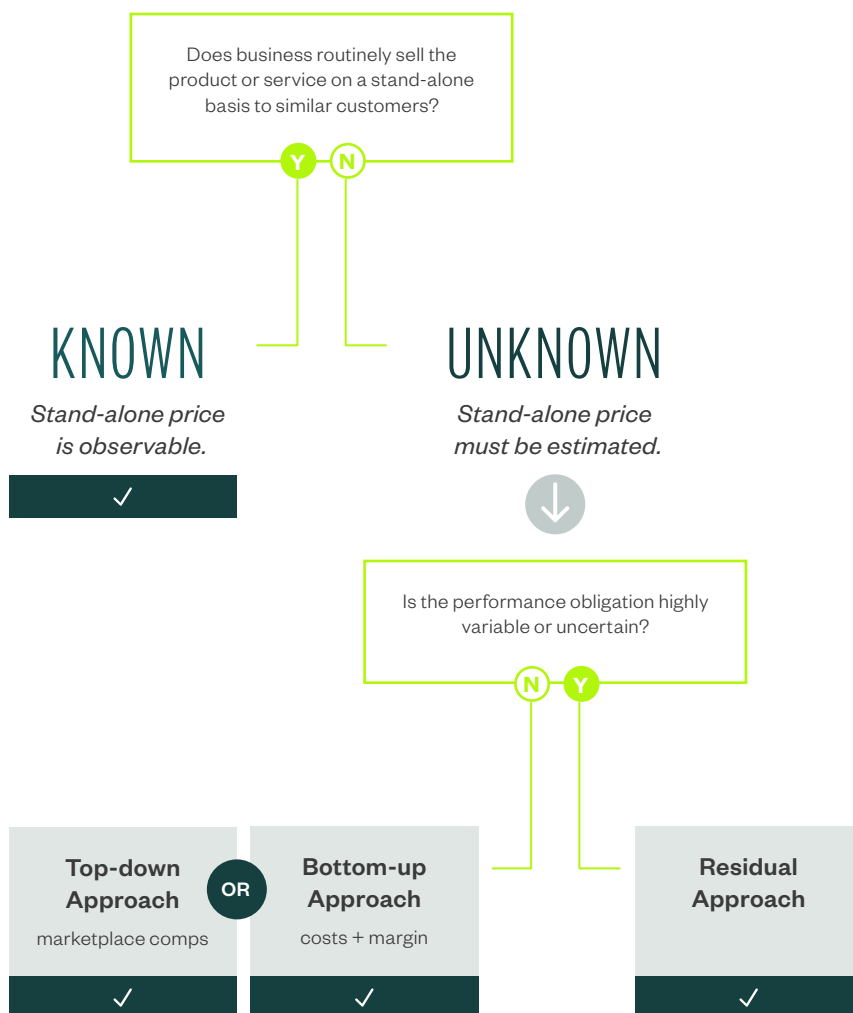 Does business routinely sell the
product or service on a stand-alone
basis to similar customers?
Y
N
KNOWN
Stand-alone price
is observable.
UNKNOWN
Stand-alone price
must be estimated.
Is the performance obligation highly
variable or uncertain?
N
Y
Top-down
Approach
marketplace comps
OR
Bottom-up
Approach
costs + margin
Residual
Approach